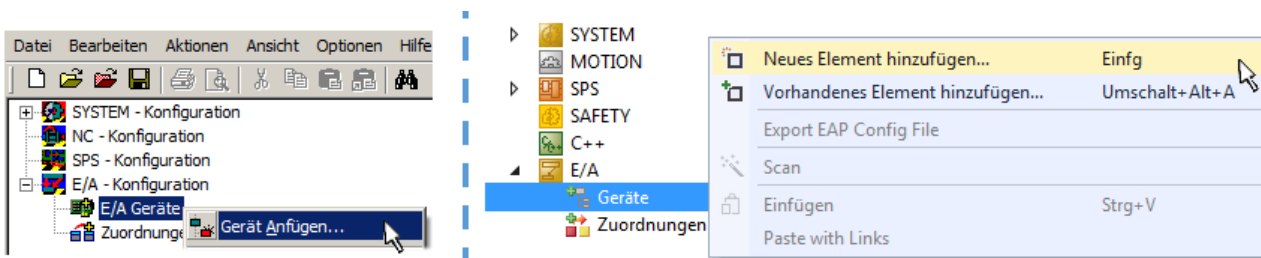 Datei Bearbeiten Aktionen Ansicht Optionen Hilfe
SYSTEM - Konfiguration
NC - Konfiguration
SPS - Konfiguration
E/A - Konfiguration
E/A Geräte
Zuordnunge
Gerät Anfügen...
SYSTEM
MOTION
SPS
SAFETY
C++
E/A
Geräte
Zuordnungen
Neues Element hinzufügen... Einfg
Vorhandenes Element hinzufügen... Umschalt+Alt+A
Export EAP Config File
Scan
Einfügen Strg+V
Paste with Links